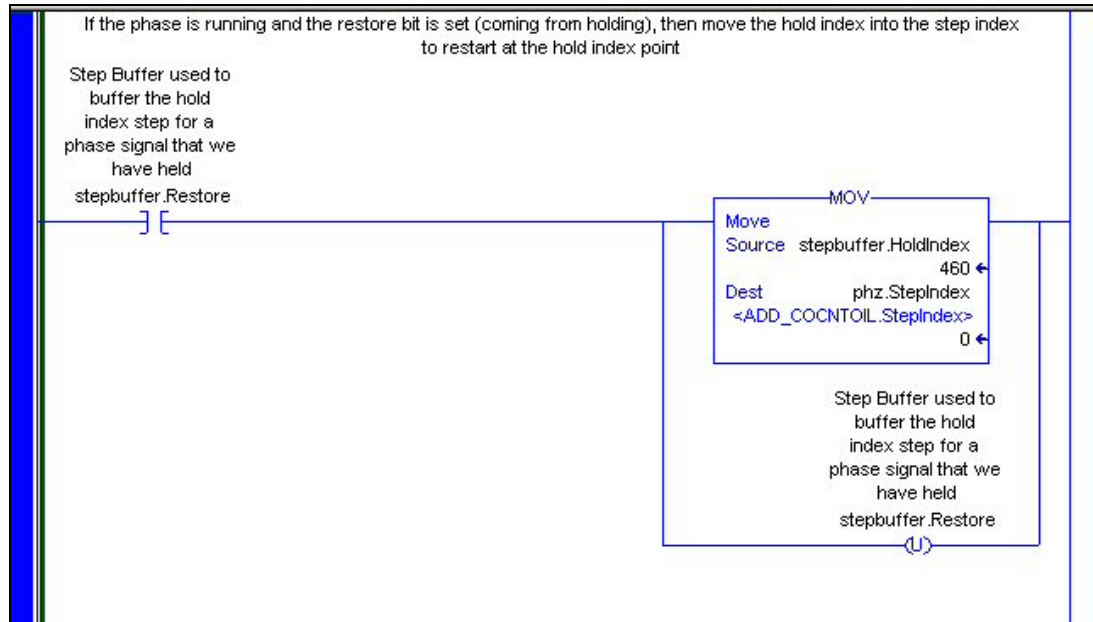 If the phase is running and the restore bit is set (coming from holding), then move the hold index into the step index
to restart at the hold index point
Step Buffer used to
buffer the hold
index step for a
phase signal that we
have held
stepbuffer.Restore
MOV
Move
Source stepbuffer.HoldIndex
460
Dest phz.StepIndex
<ADD_COCNTOIL.StepIndex>
0
Step Buffer used to
buffer the hold
index step for a
phase signal that we
have held
stepbuffer.Restore
U